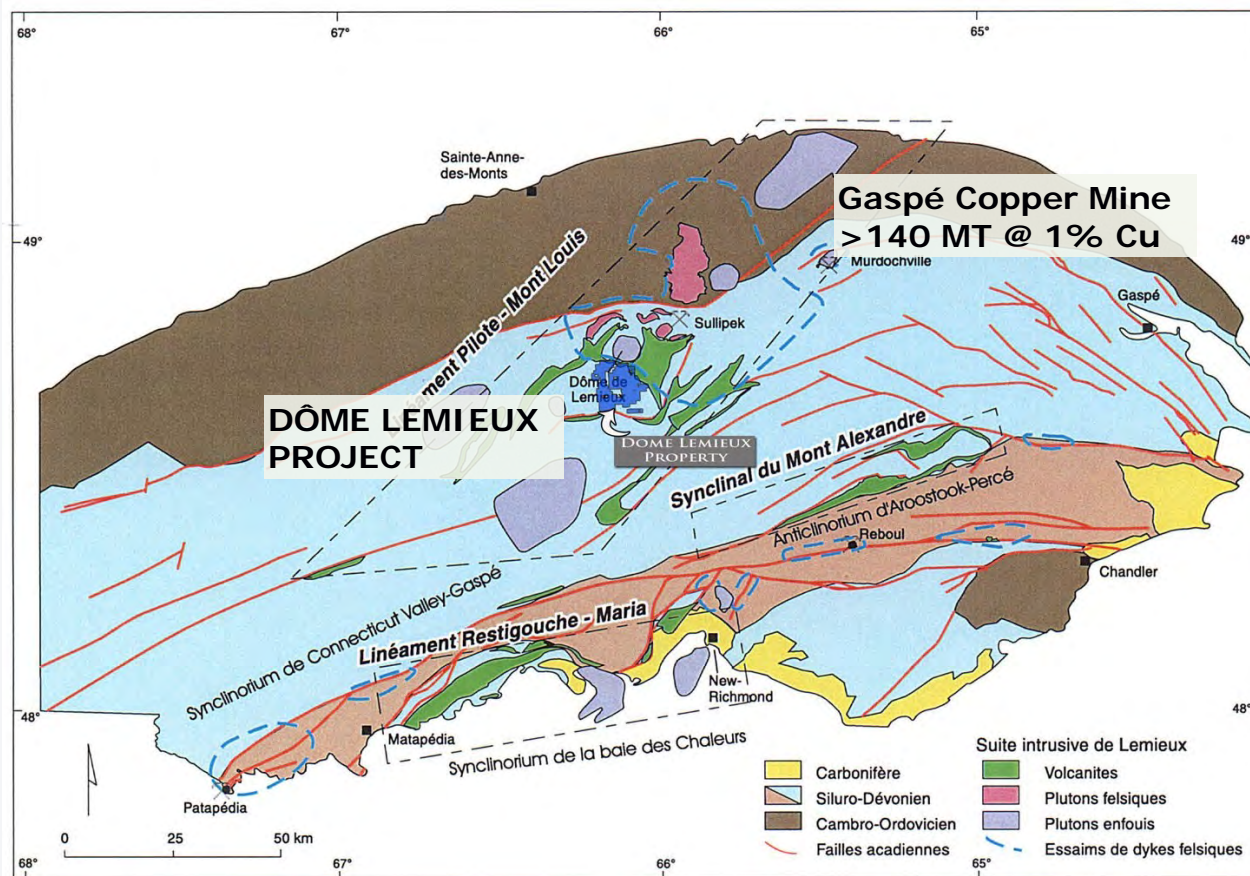 68°
67°
66°
65°
Sainte-Anne-
des-Monts
Gaspé Copper Mine
>140 MT @ 1% Cu
49°
49°
Murdochville
Gaspé
Linéament Pilote - Mont Louis
Sullipek
Dôme de
Lemieux
DÔME LEMIEUX
PROJECT
DOME LEMIEUX
PROPERTY
Synclinal du Mont Alexandre
Anticlinorium d'Aroostook-Percé
Reboul
Chandler
Synclinorium de Connecticut Valley-Gaspé
Linéament Restigouche - Maria
New-
Richmond
48°
48°
Matapédia
Synclinorium de la baie des Chaleurs
Patapédia
Carbonifère
Siluro-Dévonien
Cambro-Ordovicien
Failles acadiennes
Suite intrusive de Lemieux
Volcanites
Plutons felsiques
Plutons enfouis
Essaims de dykes felsiques
0 25 50 km
68°
67°
66°
65°